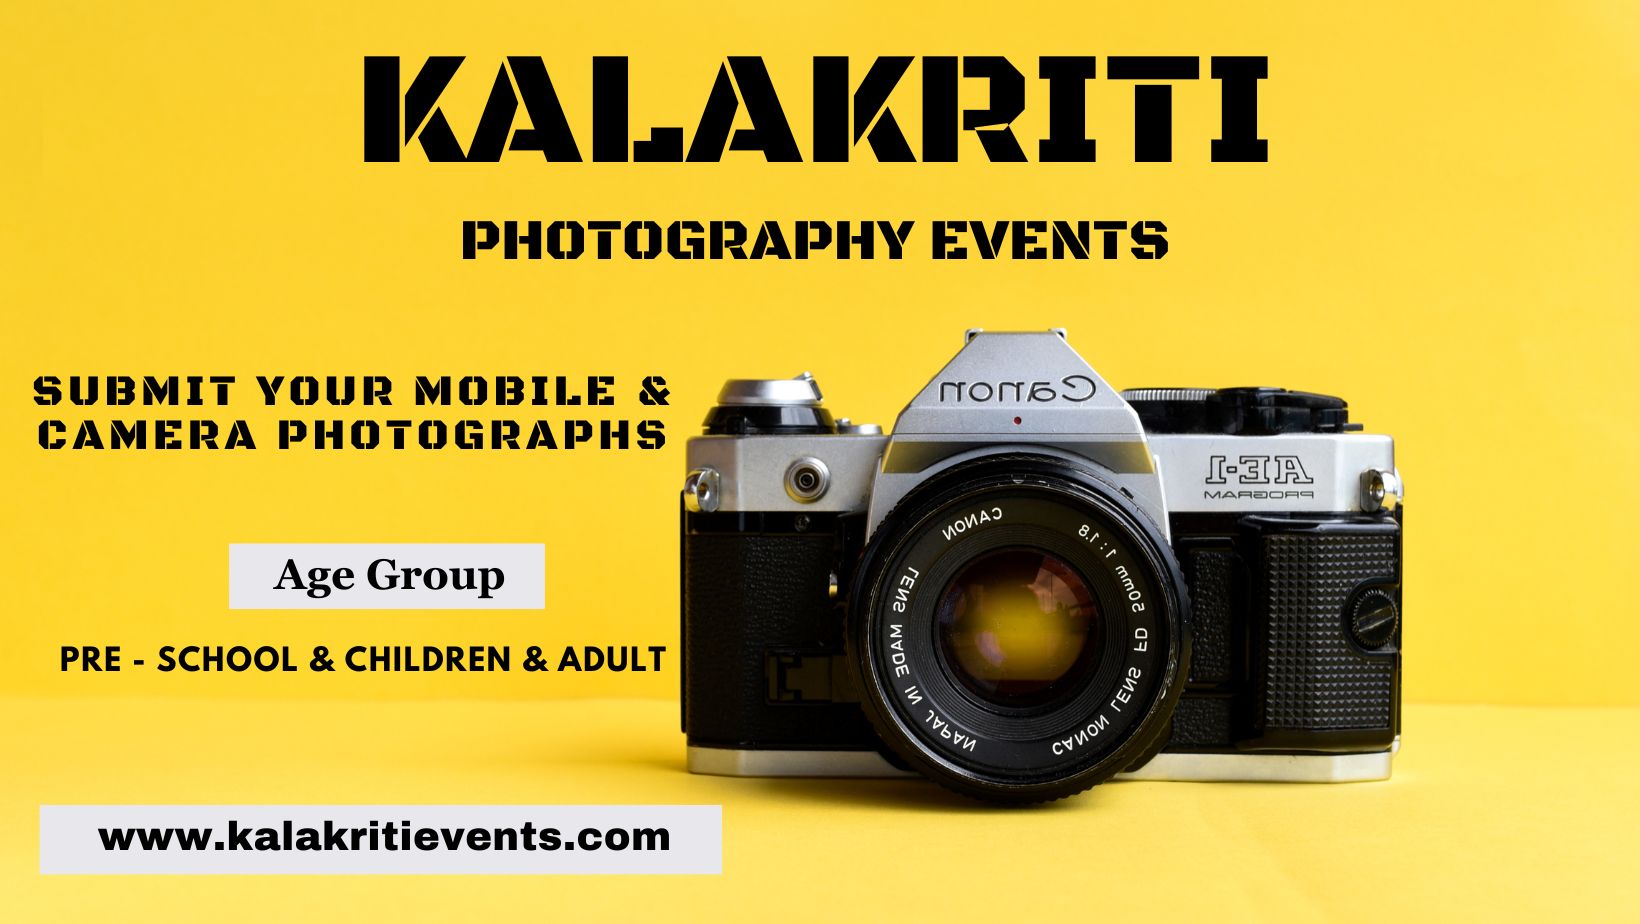 KALAKRITI
PHOTOGRAPHY EVENTS
SUBMIT YOUR MOBILE &
CAMERA PHOTOGRAPHS
Canon
AE-1
PROGRAM
CANON LENS FD 50mm 1:1.8
CANON
LENS MADE IN JAPAN
Age Group
PRE - SCHOOL & CHILDREN & ADULT
www.kalakritievents.com